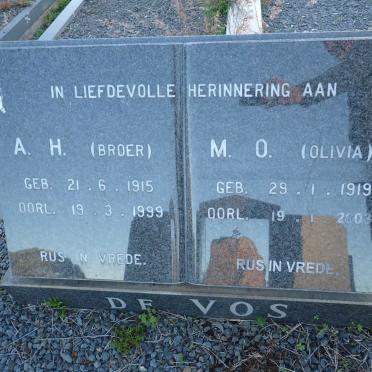 IN LIEFDEVOLLE HERINNERING AAN
A. H. (BROER)
GEB. 21.6.1915
OORL. 19.3.1999
RUS IN VREDE.
M. O. (OLIVIA)
GEB. 29.1.1919
OORL. 19.1.2003
RUS IN VREDE.
DE VOS